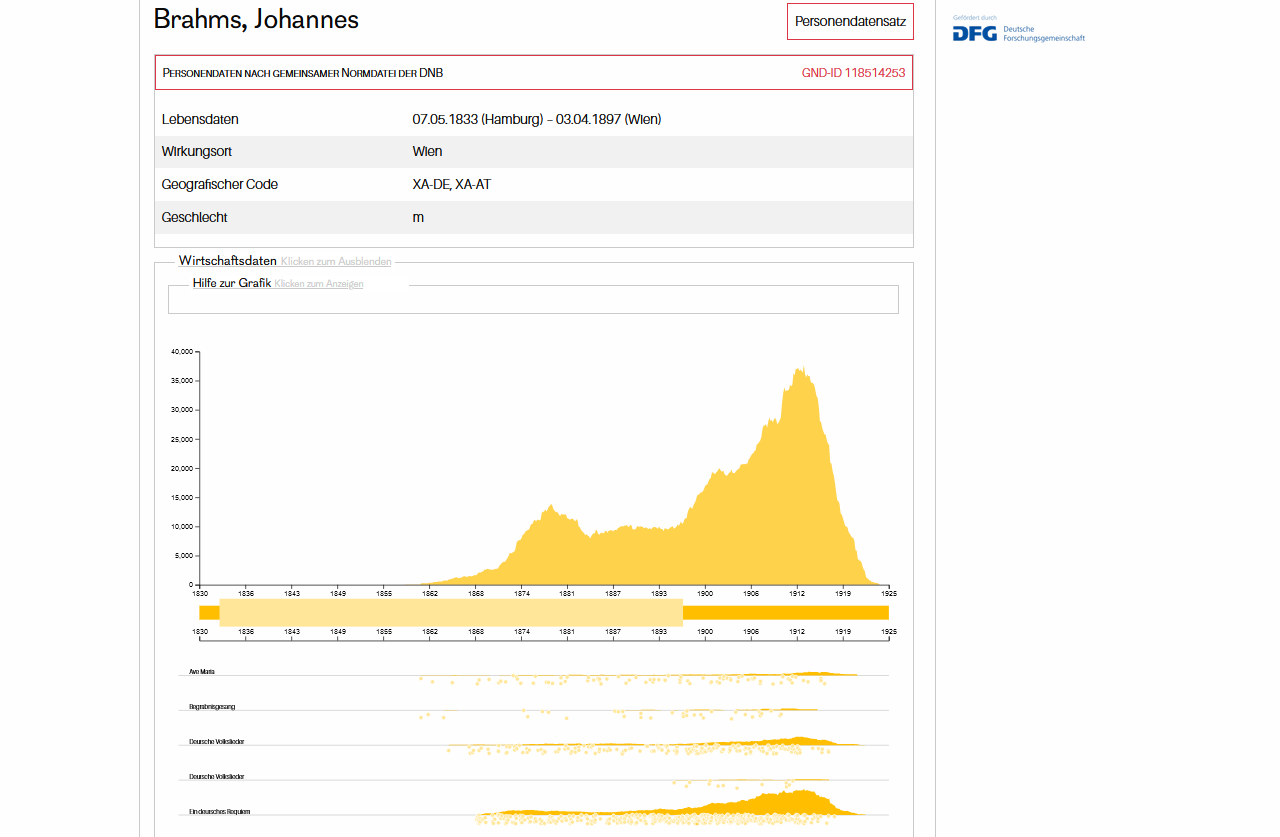 Brahms, Johannes
Personendatensatz
Gefördert durch
DFG Deutsche Forschungsgemeinschaft
Personendaten nach gemeinsamer Normdatei der DNB
GND-ID 118514253
Lebensdaten 07.05.1833 (Hamburg) – 03.04.1897 (Wien)
Wirkungsort Wien
Geografischer Code XA-DE, XA-AT
Geschlecht m
Wirtschaftsdaten Klicken zum Ausblenden
Hilfe zur Grafik Klicken zum Anzeigen
40,000
35,000
30,000
25,000
20,000
15,000
10,000
5,000
0
1830 1836 1843 1849 1855 1862 1868 1874 1881 1887 1893 1900 1906 1912 1919 1925
1830 1836 1843 1849 1855 1862 1868 1874 1881 1887 1893 1900 1906 1912 1919 1925
Ave Maria
Begräbnisgesang
Deutsche Volkslieder
Deutsche Volkslieder
Ein deutsches Requiem